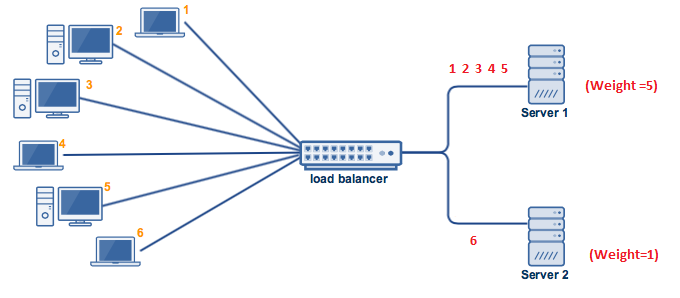 1
2
3
4
5
6
load balancer
1 2 3 4 5
Server 1
(Weight =5)
6
Server 2
(Weight=1)